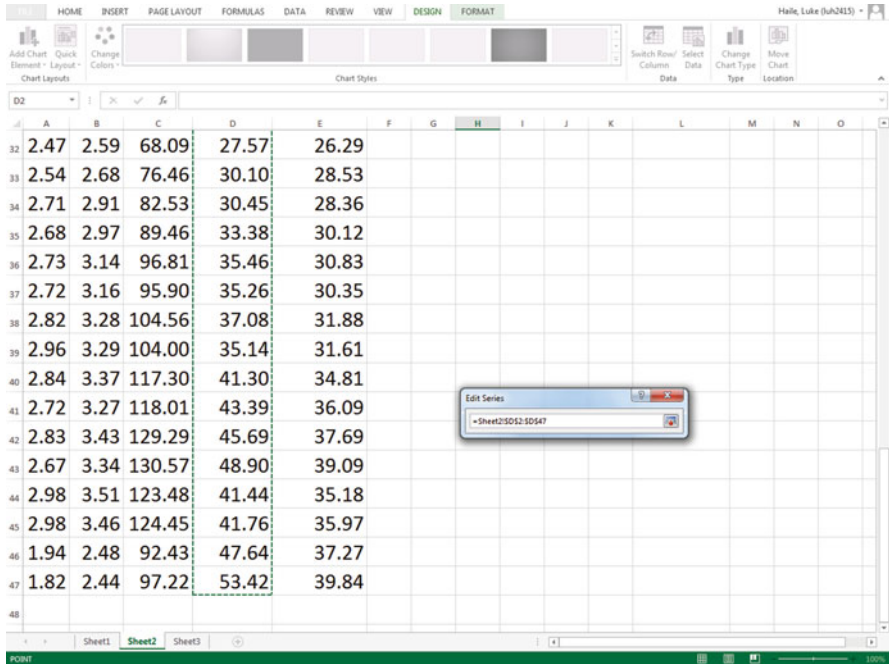 FILE HOME INSERT PAGE LAYOUT FORMULAS DATA REVIEW VIEW DESIGN FORMAT Haile, Luke (luh2415)
Add Chart Element Quick Layout Change Colors Switch Row/ Column Select Data Change Chart Type Move Chart
Chart Layouts Chart Styles Data Type Location
D2 fx
A B C D E F G H I J K L M N O
32 2.47 2.59 68.09 27.57 26.29
33 2.54 2.68 76.46 30.10 28.53
34 2.71 2.91 82.53 30.45 28.36
35 2.68 2.97 89.46 33.38 30.12
36 2.73 3.14 96.81 35.46 30.83
37 2.72 3.16 95.90 35.26 30.35
38 2.82 3.28 104.56 37.08 31.88
39 2.96 3.29 104.00 35.14 31.61
40 2.84 3.37 117.30 41.30 34.81
41 2.72 3.27 118.01 43.39 36.09
42 2.83 3.43 129.29 45.69 37.69
43 2.67 3.34 130.57 48.90 39.09
44 2.98 3.51 123.48 41.44 35.18
45 2.98 3.46 124.45 41.76 35.97
46 1.94 2.48 92.43 47.64 37.27
47 1.82 2.44 97.22 53.42 39.84
48
Edit Series
=Sheet2!$D$2:$D$47
Sheet1 Sheet2 Sheet3
POINT 100%